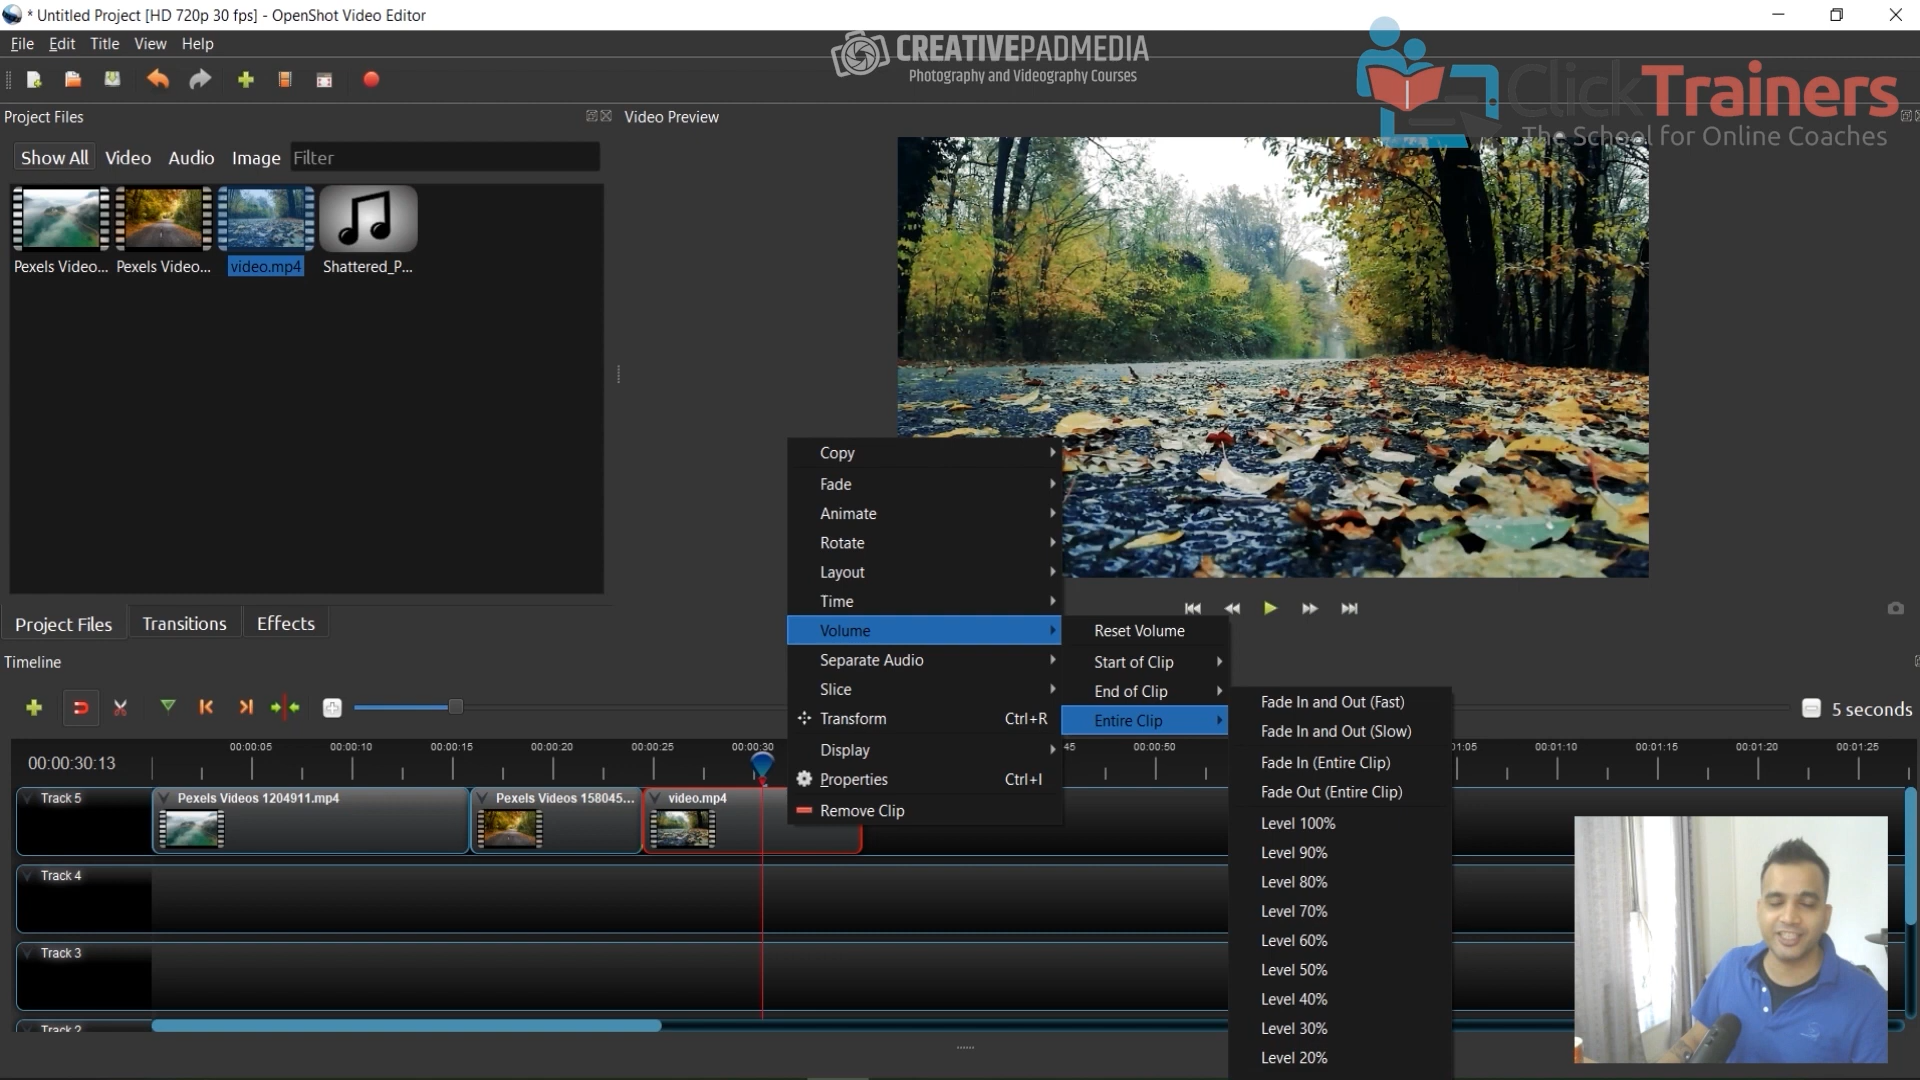 * Untitled Project [HD 720p 30 fps] - OpenShot Video Editor
File Edit Title View Help
CREATIVEPADMEDIA
Photography and Videography Courses
ClickTrainers
The School for Online Coaches
Project Files
Video Preview
Show All Video Audio Image Filter
Pexels Video... Pexels Video... video.mp4 Shattered_P...
Copy
Fade
Animate
Rotate
Layout
Time
Volume
Separate Audio
Slice
Transform Ctrl+R
Display
Properties Ctrl+I
Remove Clip
Reset Volume
Start of Clip
End of Clip
Entire Clip
Fade In and Out (Fast)
Fade In and Out (Slow)
Fade In (Entire Clip)
Fade Out (Entire Clip)
Level 100%
Level 90%
Level 80%
Level 70%
Level 60%
Level 50%
Level 40%
Level 30%
Level 20%
Project Files Transitions Effects
Timeline
5 seconds
00:00:30:13
00:00:05 00:00:10 00:00:15 00:00:20 00:00:25 00:00:30 45 00:00:50 1:05 00:01:10 00:01:15 00:01:20 00:01:25
Track 5 Pexels Videos 1204911.mp4 Pexels Videos 158045... video.mp4
Track 4
Track 3
Track 2